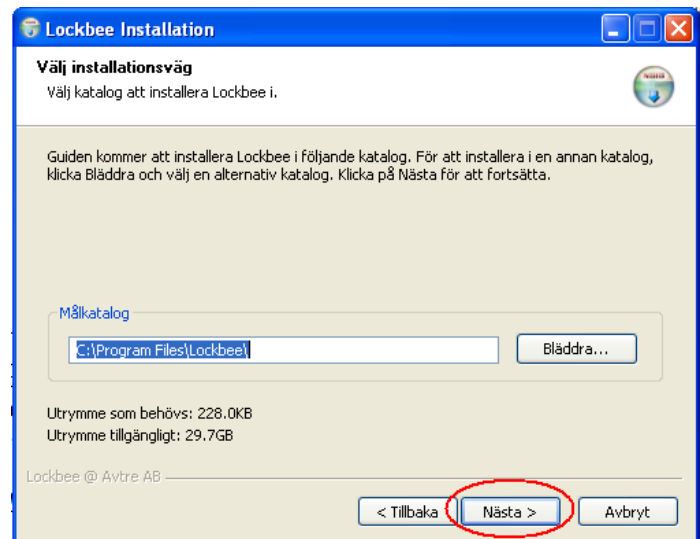 Lockbee Installation
Välj installationsväg
Välj katalog att installera Lockbee i.
Guiden kommer att installera Lockbee i följande katalog. För att installera i en annan katalog,
klicka Bläddra och välj en alternativ katalog. Klicka på Nästa för att fortsätta.
Målkatalog
C:\Program Files\Lockbee\
Bläddra...
Utrymme som behövs: 228.0KB
Utrymme tillgängligt: 29.7GB
Lockbee @ Avtre AB
< Tillbaka
Nästa >
Avbryt